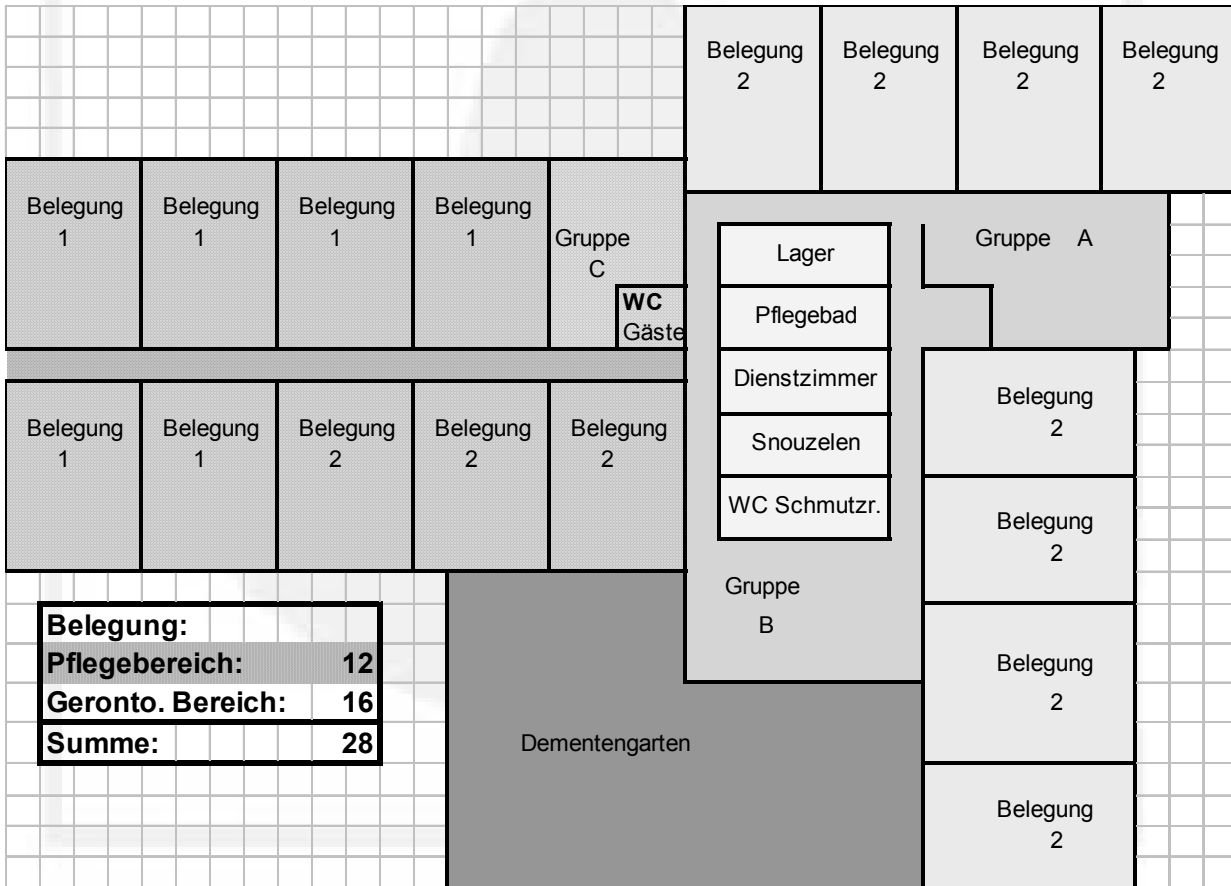 Belegung
2
Belegung
2
Belegung
2
Belegung
2
Belegung
1
Belegung
1
Belegung
1
Belegung
1
Gruppe
C
WC
Gäste
Lager
Pflegebad
Dienstzimmer
Snouzelen
WC Schmutzr.
Gruppe A
Belegung
1
Belegung
1
Belegung
2
Belegung
2
Belegung
2
Belegung
2
Belegung
2
Belegung
2
Belegung
2
Gruppe
B
Belegung:
Pflegebereich: 12
Geronto. Bereich: 16
Summe: 28
Dementengarten